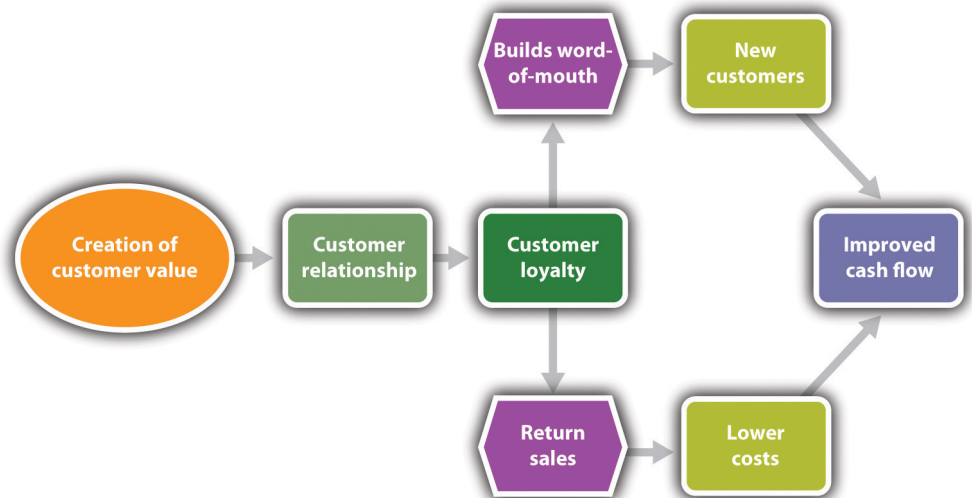 Builds word-
of-mouth
New
customers
Creation of
customer value
Customer
relationship
Customer
loyalty
Improved
cash flow
Return
sales
Lower
costs